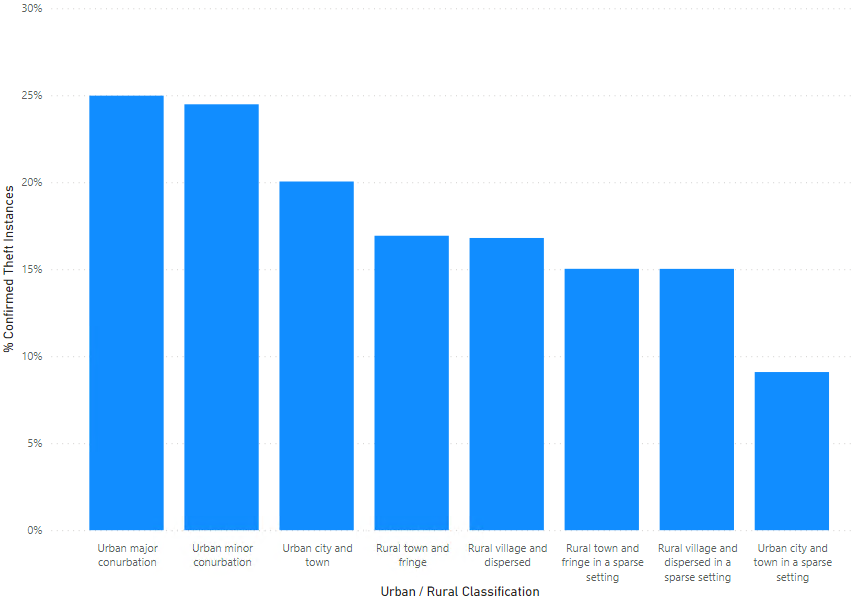 30%
25%
20%
15%
10%
5%
0%
% Confirmed Theft Instances
Urban major
conurbation
Urban minor
conurbation
Urban city and
town
Rural town and
fringe
Rural village and
dispersed
Rural town and
fringe in a sparse
setting
Rural village and
dispersed in a
sparse setting
Urban city and
town in a sparse
setting
Urban / Rural Classification